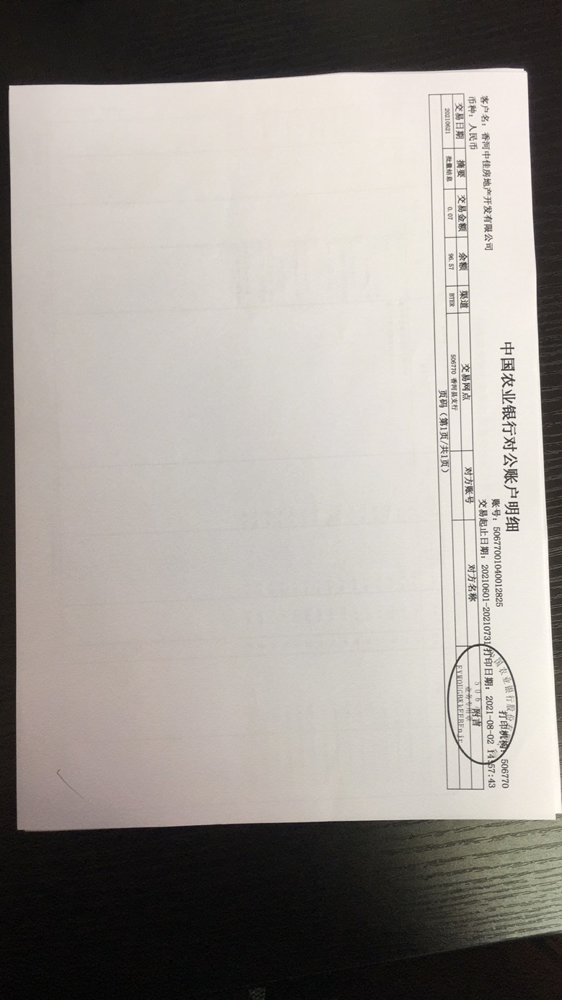 中国农业银行对公账户明细
打印机构：506770
客户名：香河中佳房地产开发有限公司 账号：50677001040012825
币种：人民币 交易起止日期：20210601-20210731 打印日期：2021-08-02 14:57:43
交易日期 摘要 交易金额 余额 渠道 交易网点 对方账号 对方名称 附言
20210621 批量结息 0.07 96.57 BTER 506770 香河县支行
页码（第1页/共1页）
国农业银行股份
业务专用章